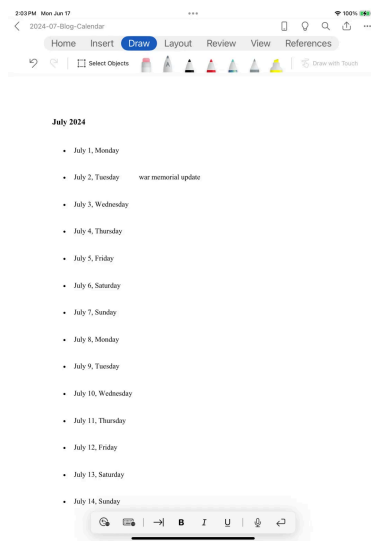 2:03 PM Mon Jun 17
100%
2024-07-Blog-Calendar
Home Insert Draw Layout Review View References
Select Objects
Draw with Touch
July 2024
• July 1, Monday
• July 2, Tuesday war memorial update
• July 3, Wednesday
• July 4, Thursday
• July 5, Friday
• July 6, Saturday
• July 7, Sunday
• July 8, Monday
• July 9, Tuesday
• July 10, Wednesday
• July 11, Thursday
• July 12, Friday
• July 13, Saturday
• July 14, Sunday
B I U